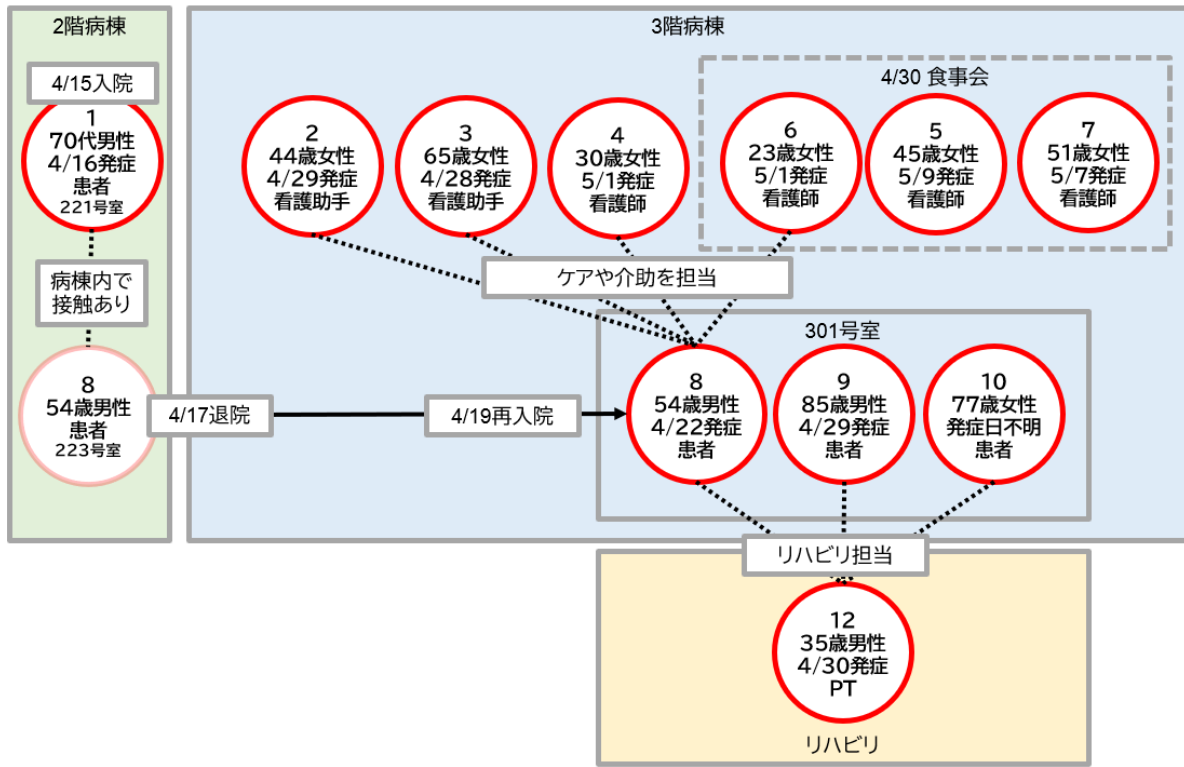 2階病棟
4/15入院
1
70代男性
4/16発症
患者
221号室
病棟内で
接触あり
8
54歳男性
患者
223号室
4/17退院
4/19再入院
3階病棟
2
44歳女性
4/29発症
看護助手
3
65歳女性
4/28発症
看護助手
4
30歳女性
5/1発症
看護師
4/30 食事会
6
23歳女性
5/1発症
看護師
5
45歳女性
5/9発症
看護師
7
51歳女性
5/7発症
看護師
ケアや介助を担当
301号室
8
54歳男性
4/22発症
患者
9
85歳男性
4/29発症
患者
10
77歳女性
発症日不明
患者
リハビリ担当
12
35歳男性
4/30発症
PT
リハビリ